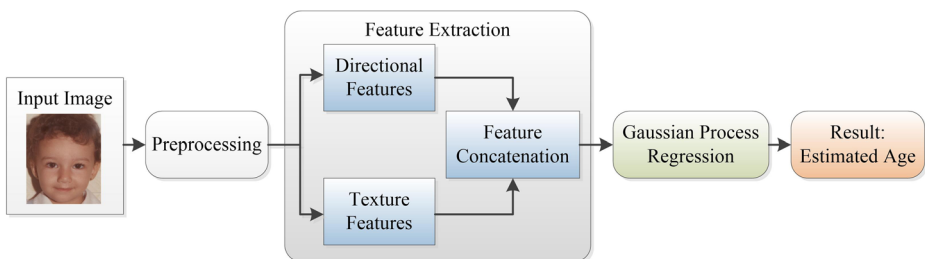 Feature Extraction
Input Image
Preprocessing
Directional
Features
Texture
Features
Feature
Concatenation
Gaussian Process
Regression
Result:
Estimated Age